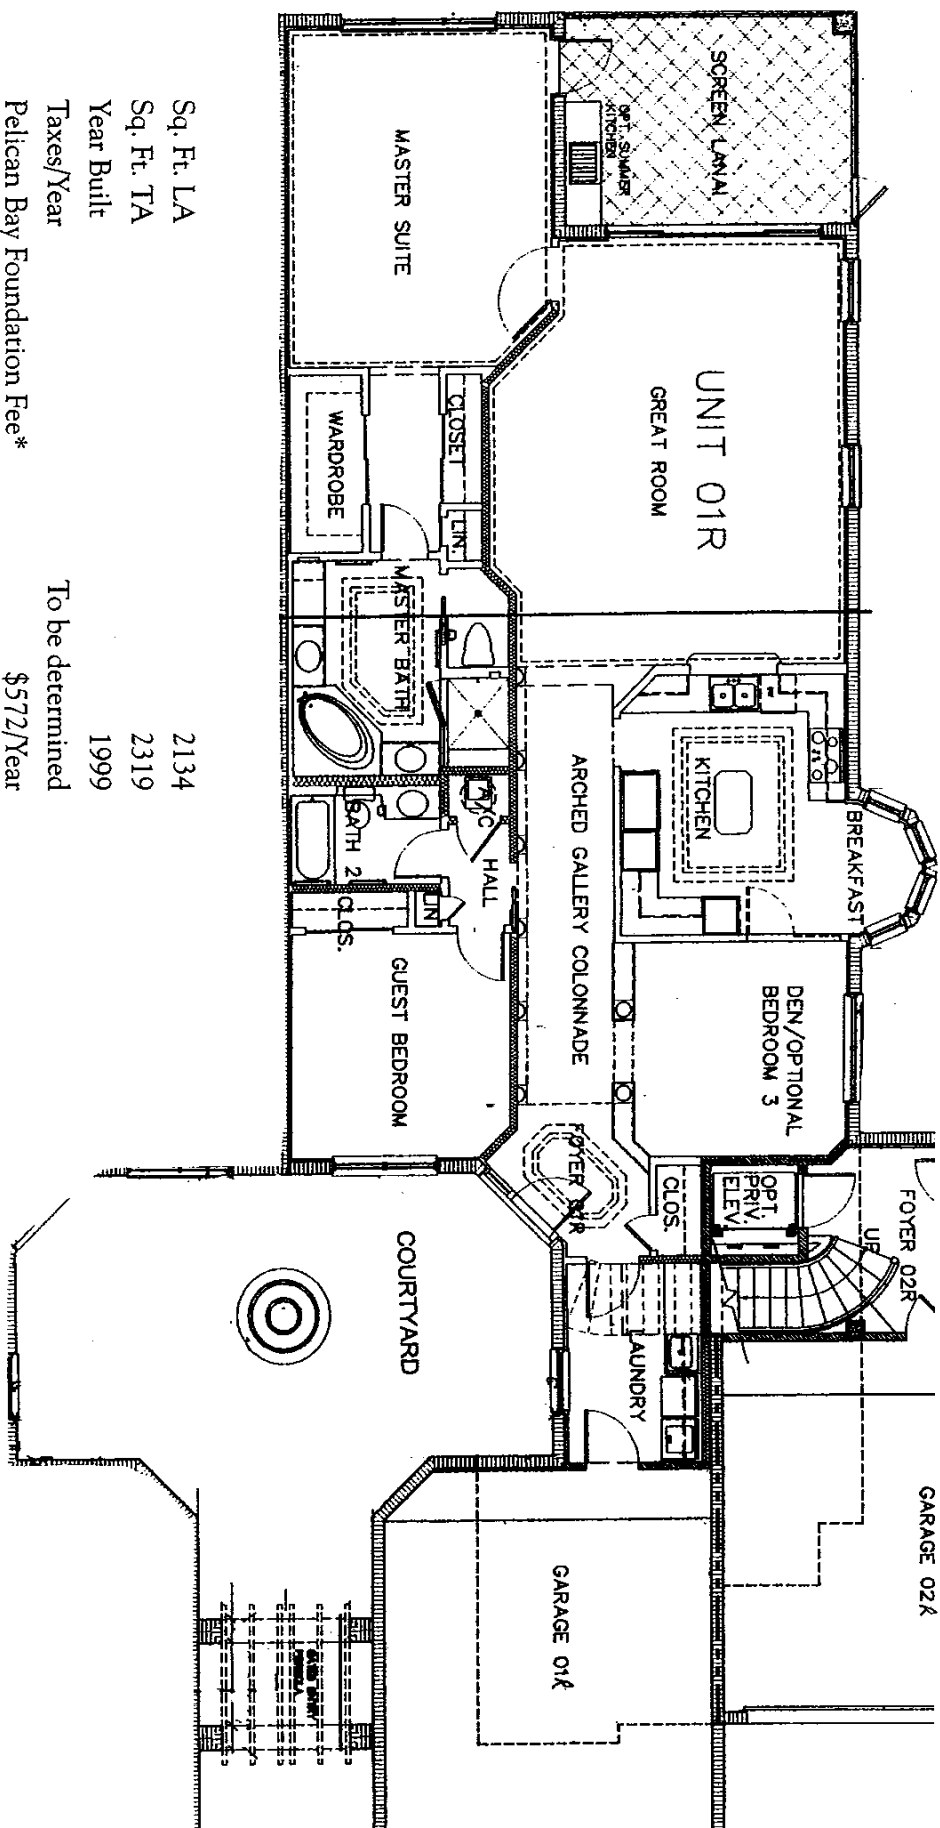 SCREEN LANAI
OPT. SUMMER
KITCHEN
MASTER SUITE
UNIT 01R
GREAT ROOM
CLOSET
LIN.
WARDROBE
MASTER BATH
KITCHEN
BREAKFAST
ARCHED GALLERY COLONNADE
A/C
HALL
BATH 2
LIN
CLOS.
GUEST BEDROOM
DEN/OPTIONAL
BEDROOM 3
FOYER 01R
CLOS.
OPT.
PRIV.
ELEV.
UP
FOYER 02R
LAUNDRY
COURTYARD
GARAGE 01R
GARAGE 02R
GATED ENTRY
PERGOLA
Sq. Ft. LA 2134
Sq. Ft. TA 2319
Year Built 1999
Taxes/Year To be determined
Pelican Bay Foundation Fee* $572/Year